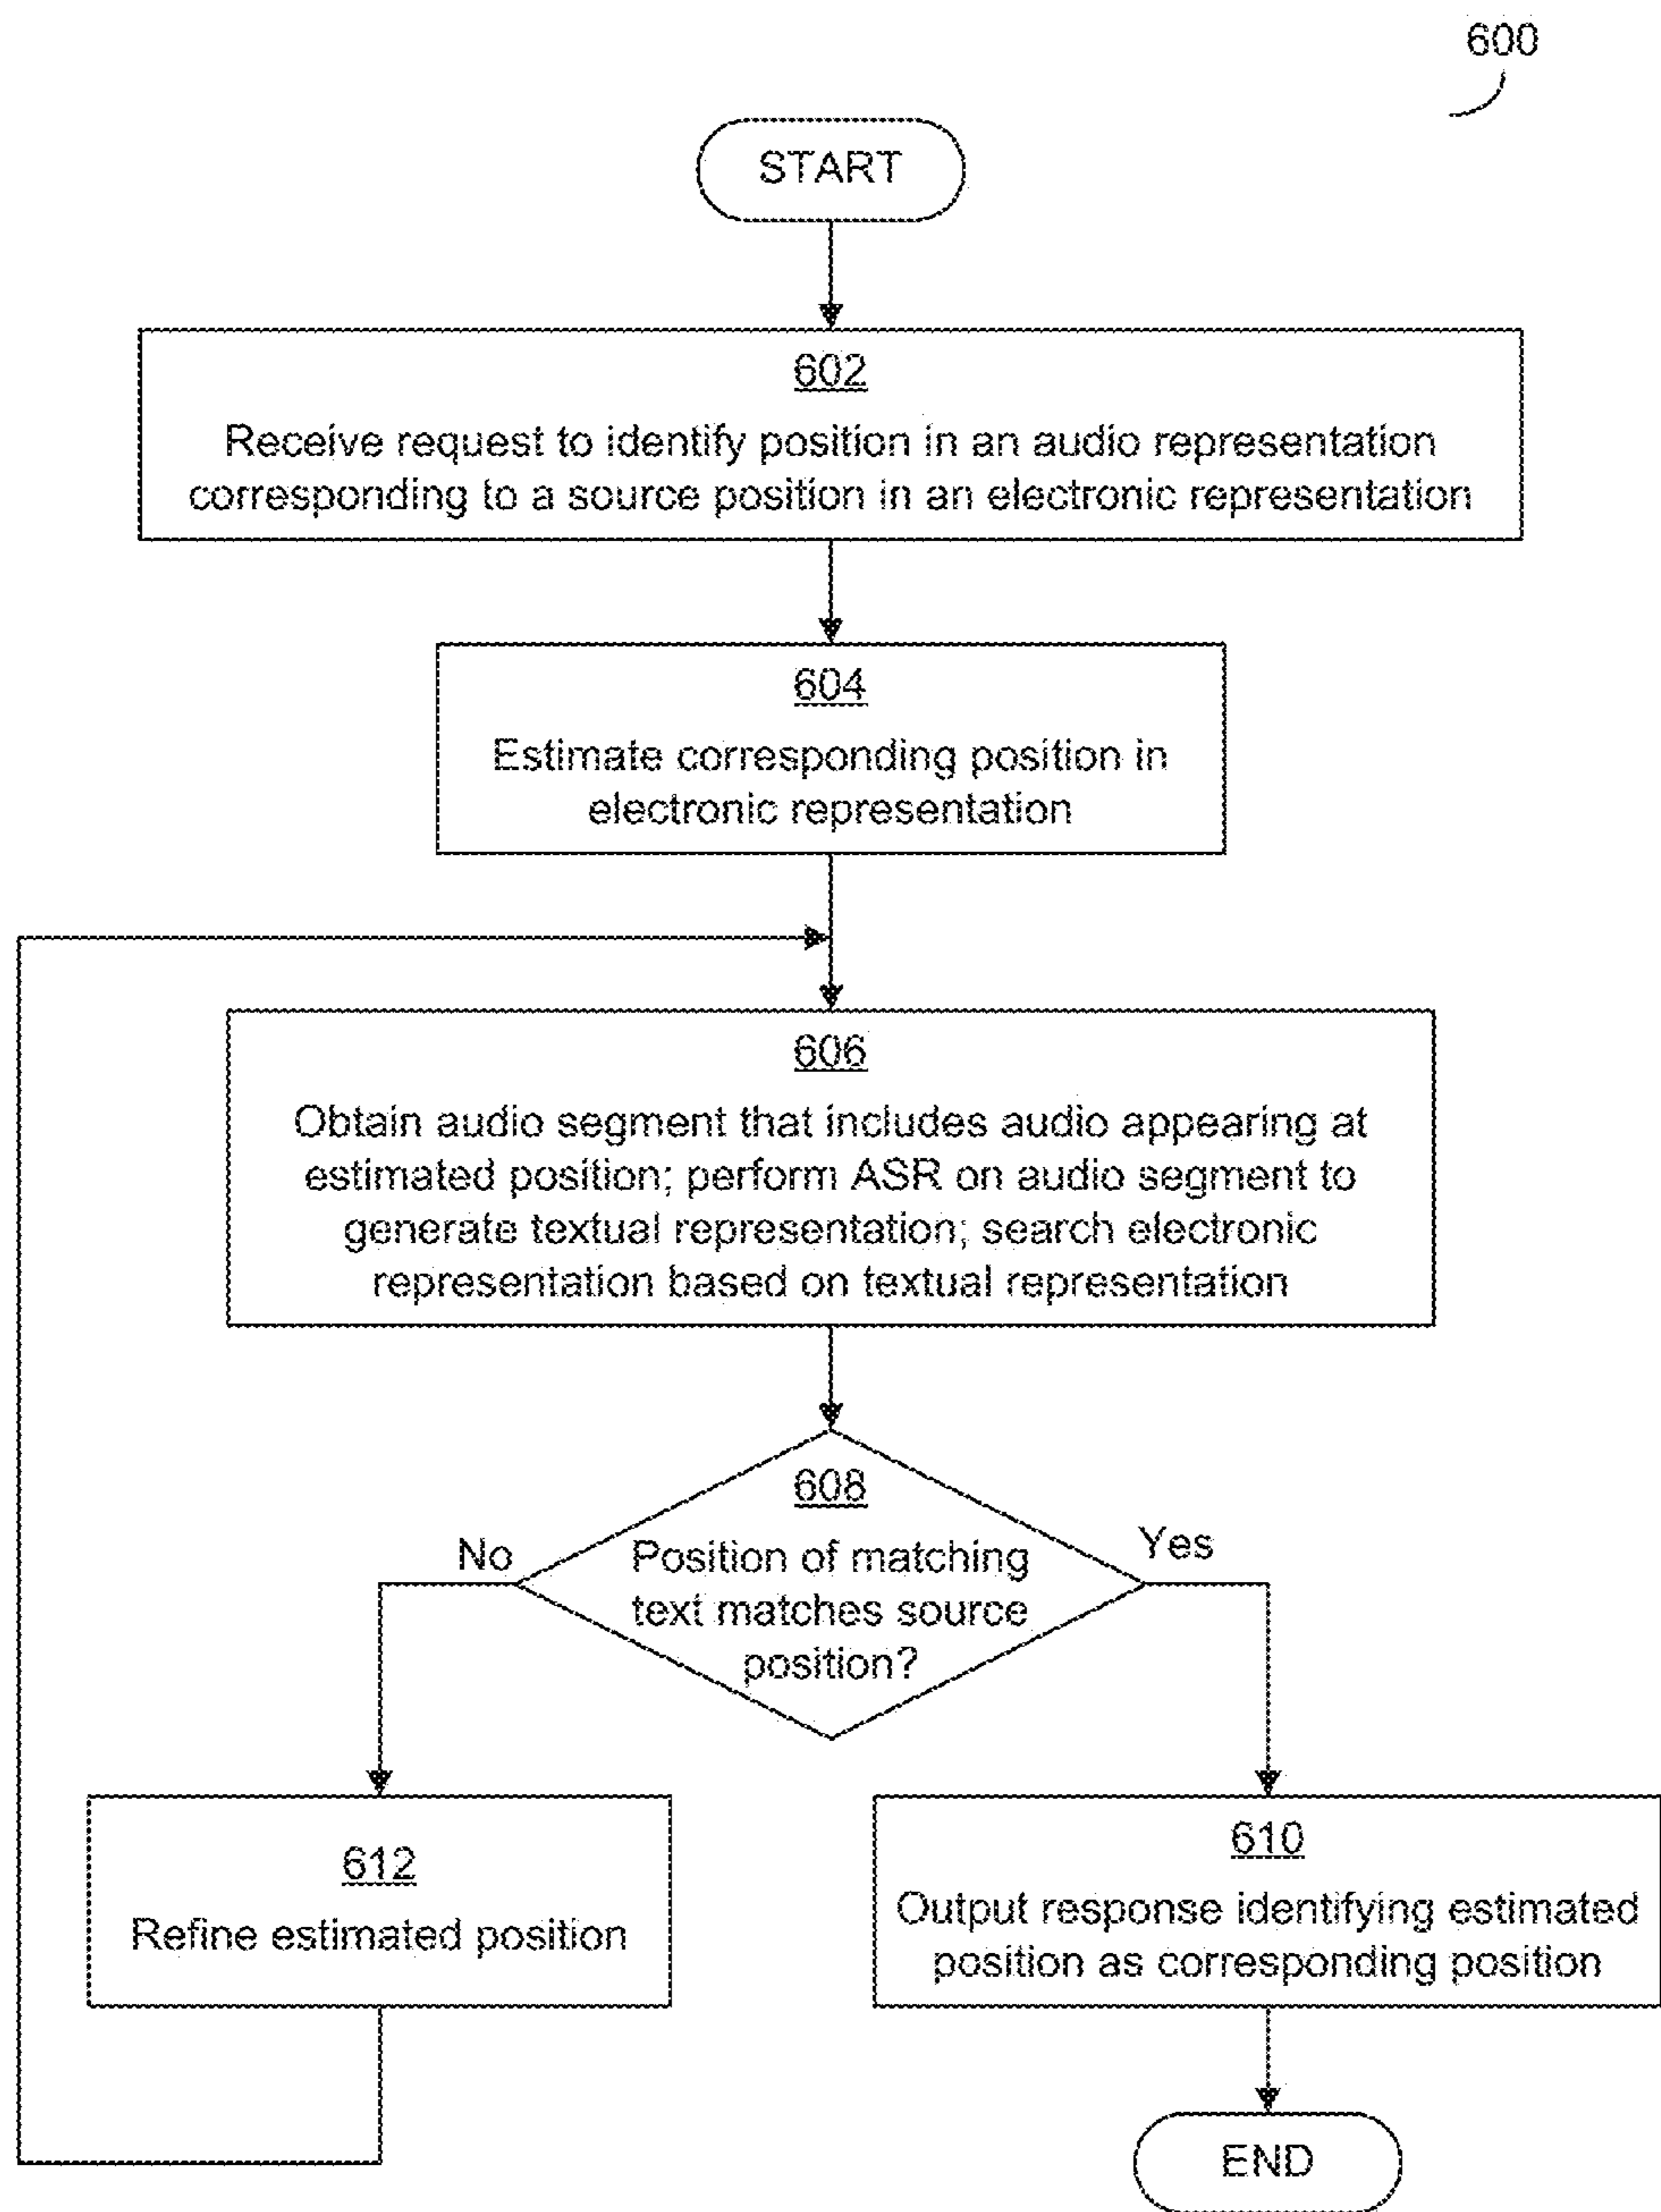 600
START
602
Receive request to identify position in an audio representation
corresponding to a source position in an electronic representation
604
Estimate corresponding position in
electronic representation
606
Obtain audio segment that includes audio appearing at
estimated position; perform ASR on audio segment to
generate textual representation; search electronic
representation based on textual representation
608
Position of matching
text matches source
position?
No
Yes
612
Refine estimated position
610
Output response identifying estimated
position as corresponding position
END